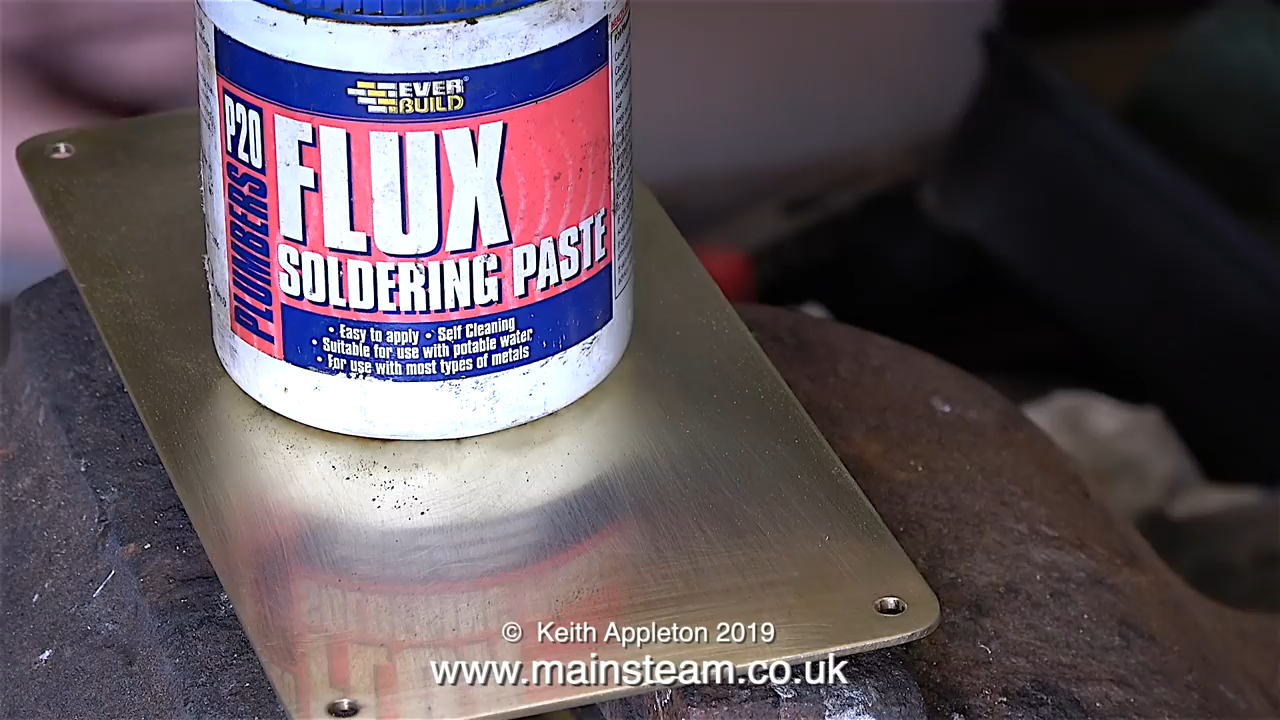 EVER
BUILD
P20
PLUMBERS
FLUX
SOLDERING PASTE
• Easy to apply • Self Cleaning
• Suitable for use with potable water
• For use with most types of metals
© Keith Appleton 2019
www.mainsteam.co.uk